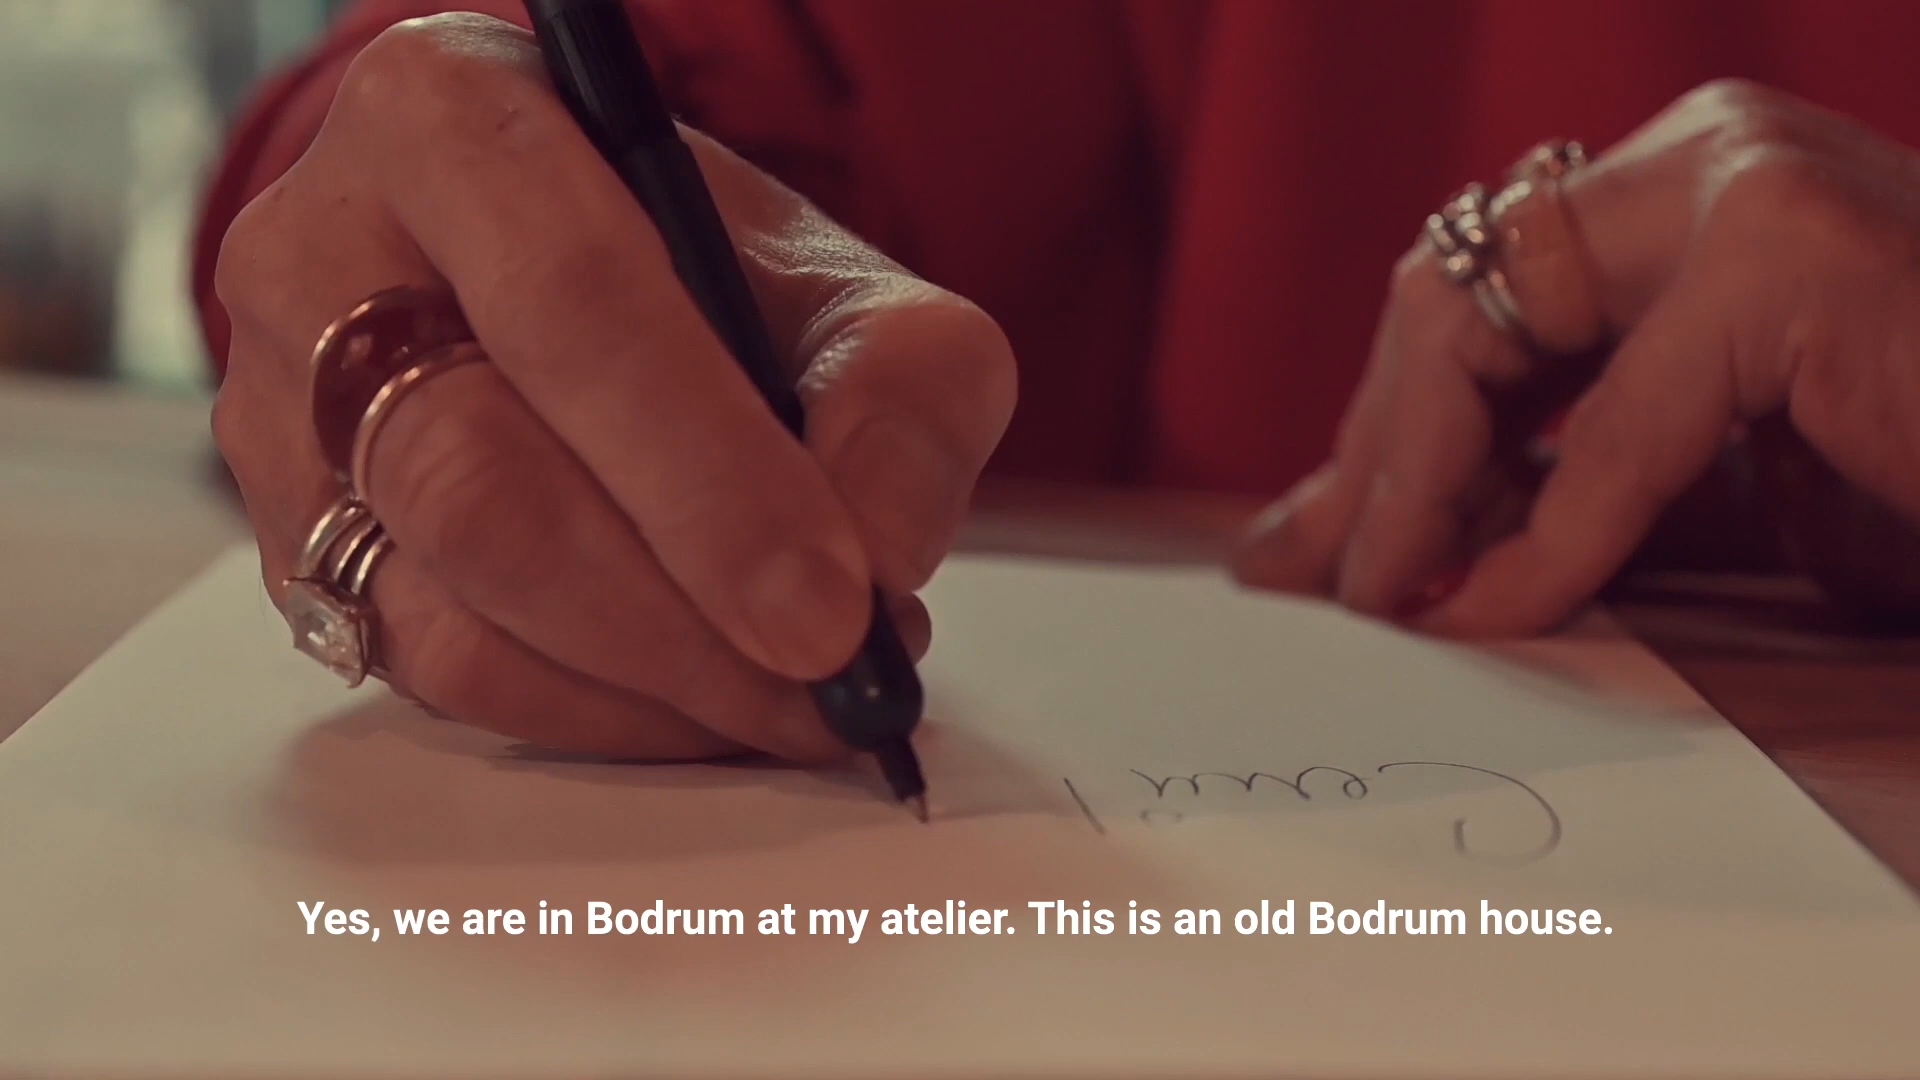 Yes, we are in Bodrum at my atelier. This is an old Bodrum house.